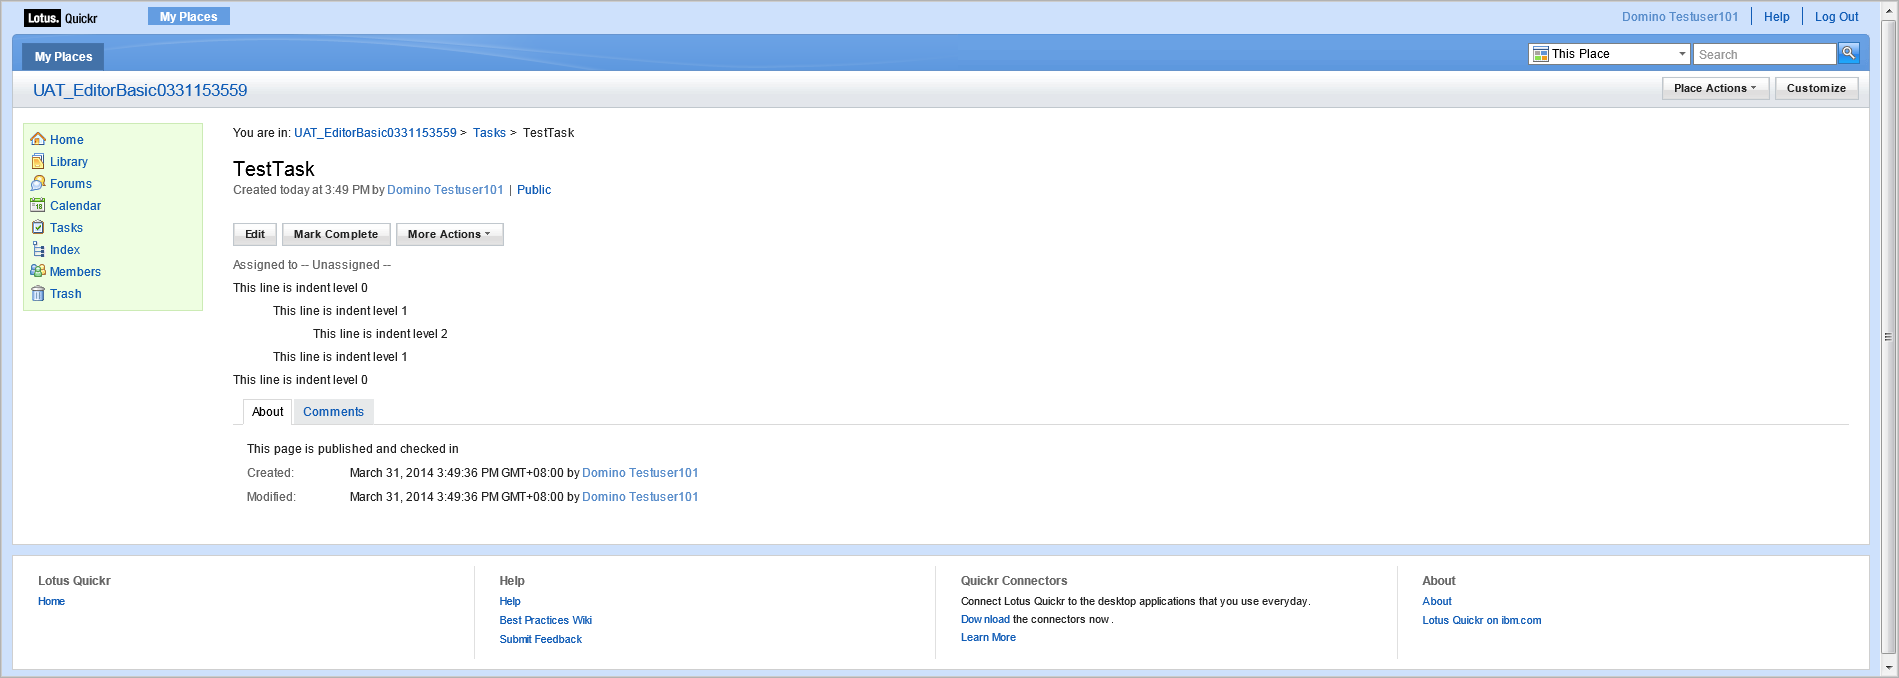 Lotus. Quickr My Places Domino Testuser101 Help Log Out
My Places This Place Search
UAT_EditorBasic0331153559 Place Actions Customize
You are in: UAT_EditorBasic0331153559 > Tasks > TestTask
Home
Library
Forums
Calendar
Tasks
Index
Members
Trash
TestTask
Created today at 3:49 PM by Domino Testuser101 | Public
Edit Mark Complete More Actions
Assigned to -- Unassigned --
This line is indent level 0
This line is indent level 1
This line is indent level 2
This line is indent level 1
This line is indent level 0
About Comments
This page is published and checked in
Created: March 31, 2014 3:49:36 PM GMT+08:00 by Domino Testuser101
Modified: March 31, 2014 3:49:36 PM GMT+08:00 by Domino Testuser101
Lotus Quickr
Home
Help
Help
Best Practices Wiki
Submit Feedback
Quickr Connectors
Connect Lotus Quickr to the desktop applications that you use everyday.
Download the connectors now.
Learn More
About
About
Lotus Quickr on ibm.com